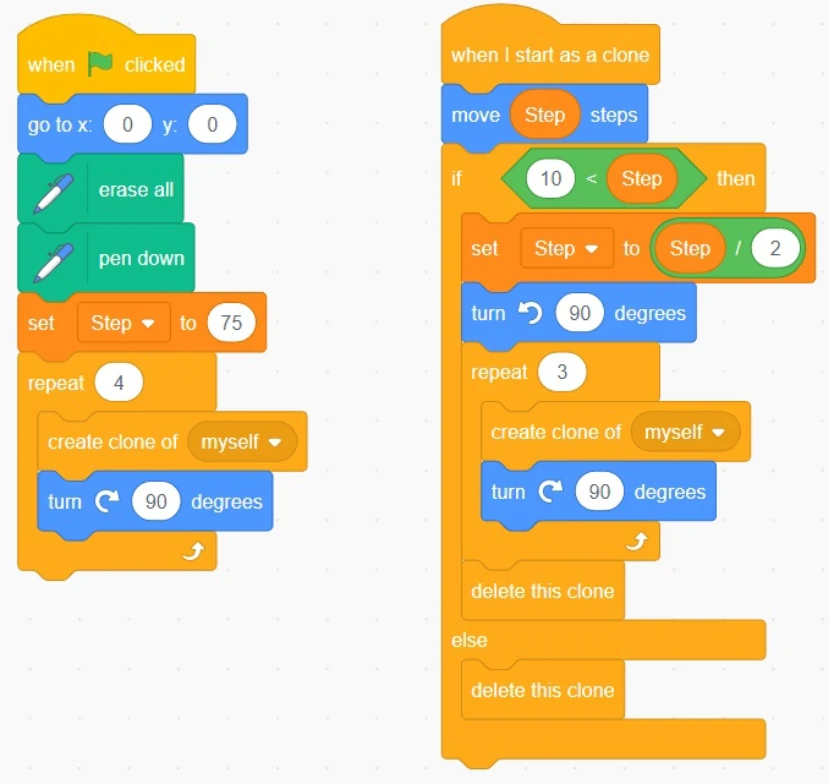 when clicked
go to x: 0 y: 0
erase all
pen down
set Step to 75
repeat 4
create clone of myself
turn 90 degrees
when I start as a clone
move Step steps
if 10 < Step then
set Step to Step / 2
turn 90 degrees
repeat 3
create clone of myself
turn 90 degrees
delete this clone
else
delete this clone